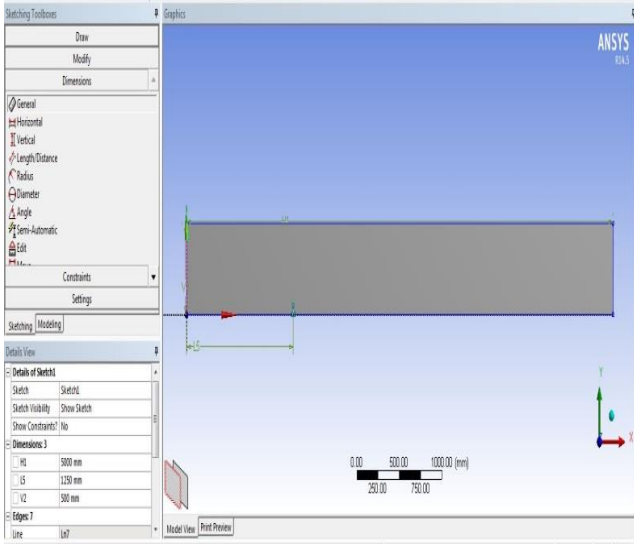 Sketching Toolboxes
Draw
Modify
Dimensions
General
Horizontal
Vertical
Length/Distance
Radius
Diameter
Angle
Semi-Automatic
Edit
Constraints
Settings
Sketching Modeling
Details View
Details of Sketch1
Sketch Sketch1
Sketch Visibility Show Sketch
Show Constraints? No
Dimensions: 3
H1 5000 mm
L5 1250 mm
V2 500 mm
Edges: 7
Line Ln7
Graphics
ANSYS
R14.5
L5
Y
X
0.00 500.00 1000.00 (mm)
250.00 750.00
Model View Print Preview